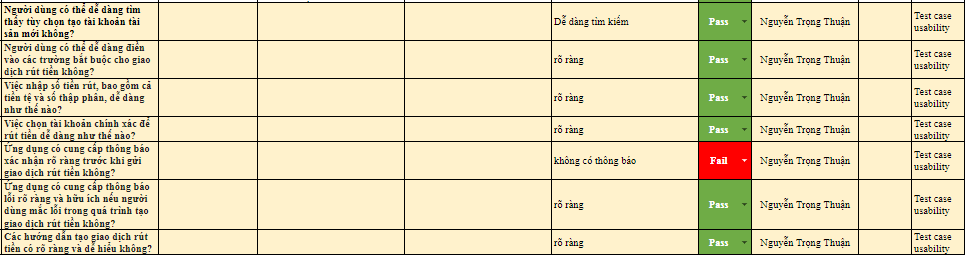 Người dùng có thể dễ dàng tìm
thấy tùy chọn tạo tài khoản tài
sản mới không?
Dễ dàng tìm kiếm
Pass
Nguyễn Trọng Thuận
Test case
usability
Người dùng có thể dễ dàng điền
vào các trường bắt buộc cho giao
dịch rút tiền không?
rõ ràng
Pass
Nguyễn Trọng Thuận
Test case
usability
Việc nhập số tiền rút, bao gồm cả
tiền tệ và số thập phân, dễ dàng
như thế nào?
rõ ràng
Pass
Nguyễn Trọng Thuận
Test case
usability
Việc chọn tài khoản chính xác để
rút tiền dễ dàng như thế nào?
rõ ràng
Pass
Nguyễn Trọng Thuận
Test case
usability
Ứng dụng có cung cấp thông báo
xác nhận rõ ràng trước khi gửi
giao dịch rút tiền không?
không có thông báo
Fail
Nguyễn Trọng Thuận
Test case
usability
Ứng dụng có cung cấp thông báo
lỗi rõ ràng và hữu ích nếu người
dùng mắc lỗi trong quá trình tạo
giao dịch rút tiền không?
rõ ràng
Pass
Nguyễn Trọng Thuận
Test case
usability
Các hướng dẫn tạo giao dịch rút
tiền có rõ ràng và dễ hiểu không?
rõ ràng
Pass
Nguyễn Trọng Thuận
Test case
usability